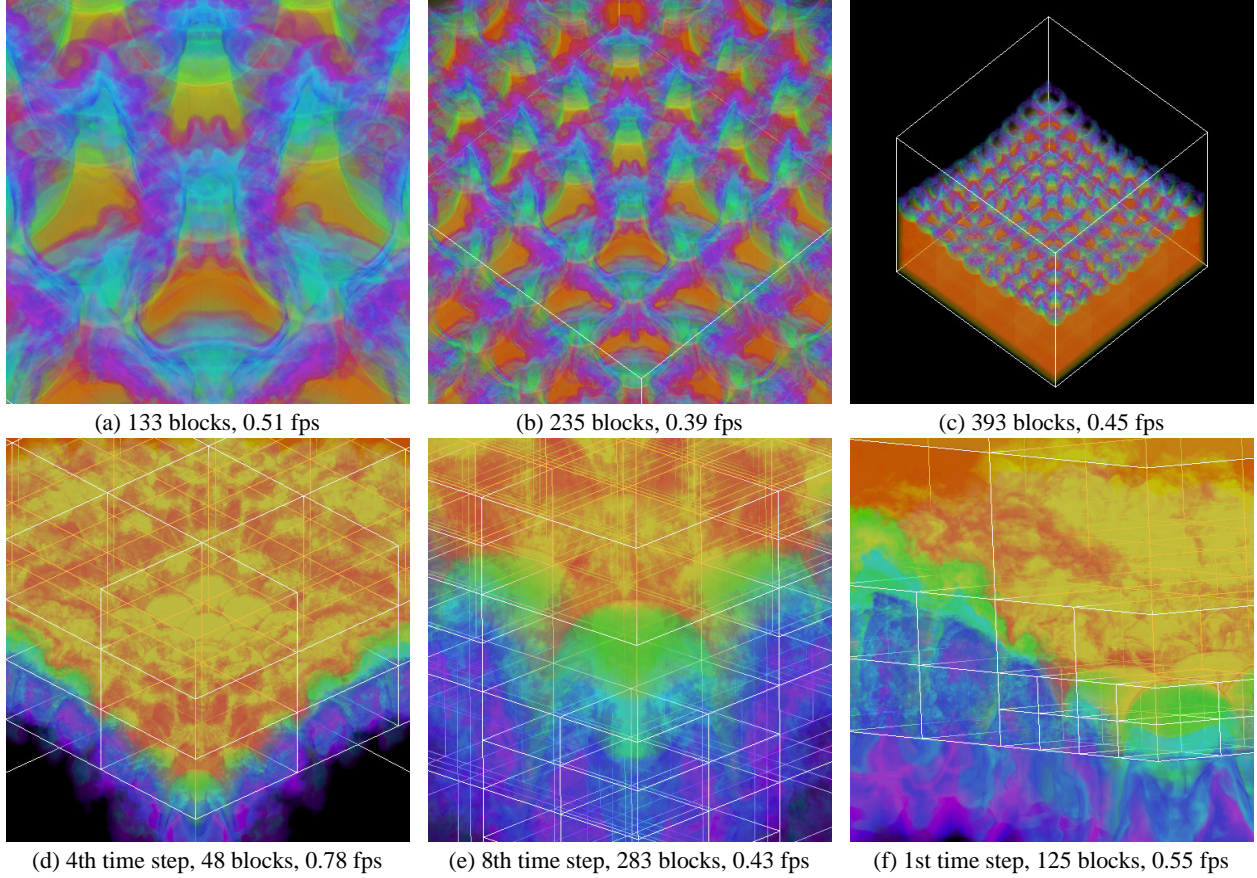 (a) 133 blocks, 0.51 fps
(b) 235 blocks, 0.39 fps
(c) 393 blocks, 0.45 fps
(d) 4th time step, 48 blocks, 0.78 fps
(e) 8th time step, 283 blocks, 0.43 fps
(f) 1st time step, 125 blocks, 0.55 fps